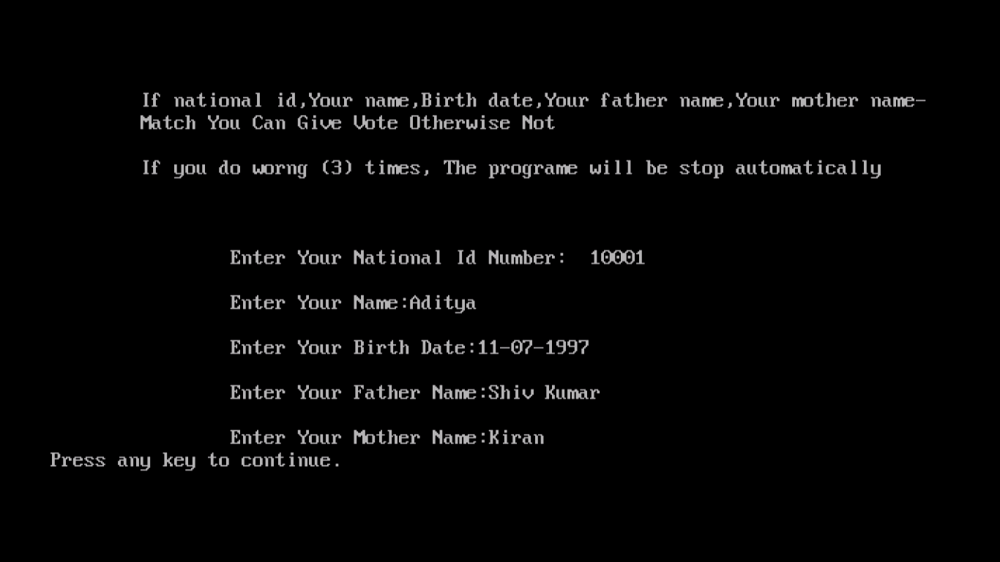 If national id,Your name,Birth date,Your father name,Your mother name-
Match You Can Give Vote Otherwise Not
If you do worng (3) times, The programe will be stop automatically
Enter Your National Id Number:  10001
Enter Your Name:Aditya
Enter Your Birth Date:11-07-1997
Enter Your Father Name:Shiv Kumar
Enter Your Mother Name:Kiran
Press any key to continue.